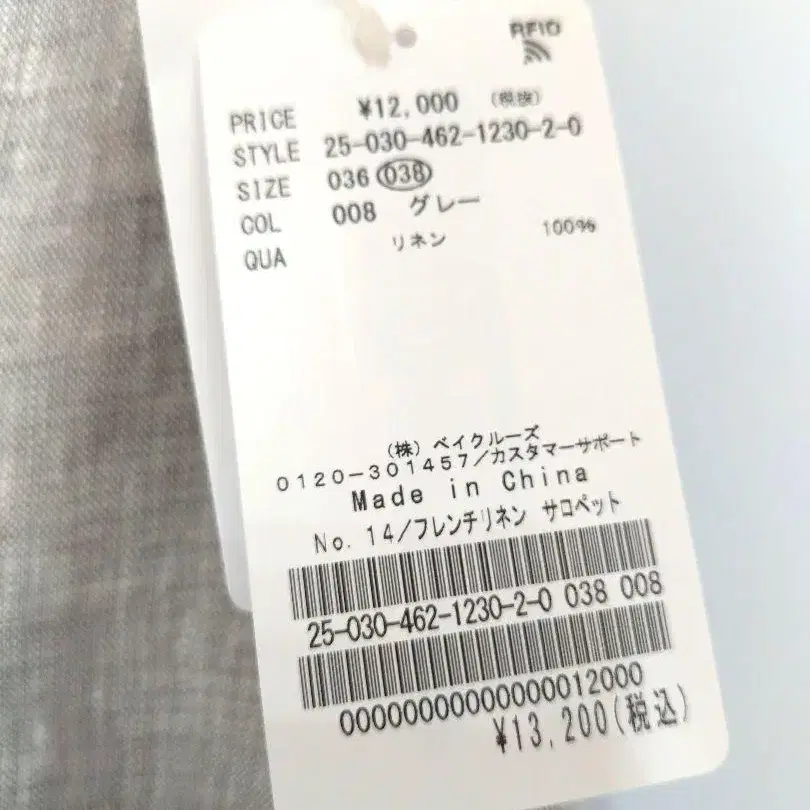 RFID
PRICE ¥12,000 (税抜)
STYLE 25-030-462-1230-2-0
SIZE 036 038
COL 008 グレー
QUA リネン 100%
(株) ベイクルーズ
0120-301457/カスタマーサポート
Made in China
No. 14/フレンチリネン サコペット
25-030-462-1230-2-0 038 008
00000000000000012000
¥13,200(税込)